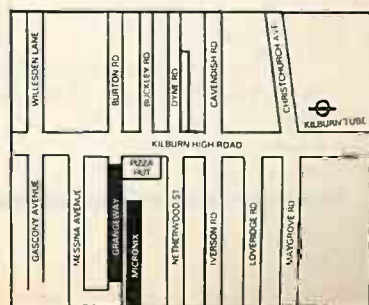 WILLESDEN LANE
BURTON RD
BUCKLEY RD
DYNE RD
CAVENDISH RD
CHRISTCHURCH AVE
KILBURN TUBE
KILBURN HIGH ROAD
GASCONY AVENUE
MESSINA AVENUE
GRANGEWAY
PIZZA
HUT
MICRONIX
NETHERWOOD ST
IVERSON RD
LOVERIDGE RD
MAYGROVE RD